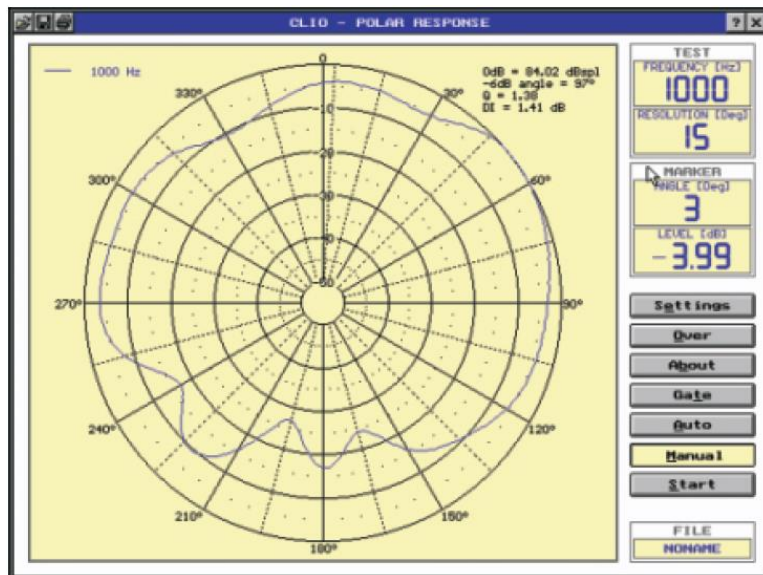 CLIO - POLAR RESPONSE
? X
1000 Hz
0dB = 84.02 dBspl
-6dB angle = 97°
Q = 1.38
DI = 1.41 dB
0
30°
60°
90°
120°
150°
180°
210°
240°
270°
300°
330°
-10
-20
-30
TEST
FREQUENCY [Hz]
1000
RESOLUTION [Deg]
15
MARKER
ANGLE [Deg]
3
LEVEL [dB]
-3.99
Settings
Over
About
Gate
Auto
Manual
Start
FILE
NONAME